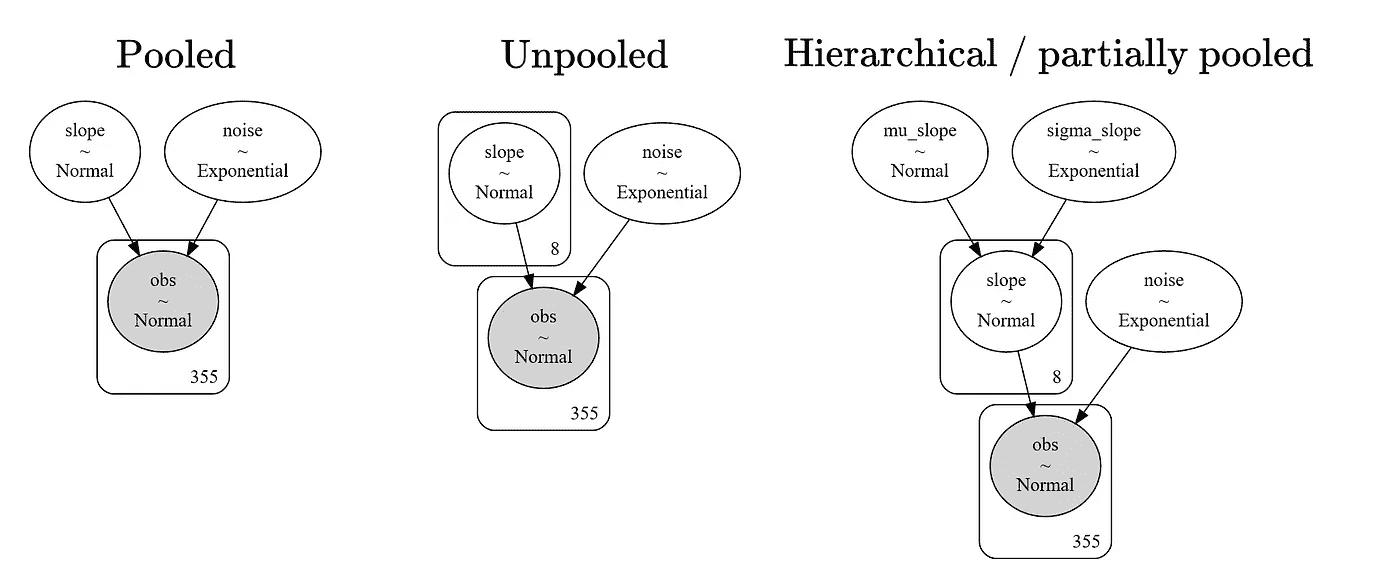 Pooled
slope
~
Normal
noise
~
Exponential
obs
~
Normal
355
Unpooled
slope
~
Normal
8
noise
~
Exponential
obs
~
Normal
355
Hierarchical / partially pooled
mu_slope
~
Normal
sigma_slope
~
Exponential
slope
~
Normal
8
noise
~
Exponential
obs
~
Normal
355